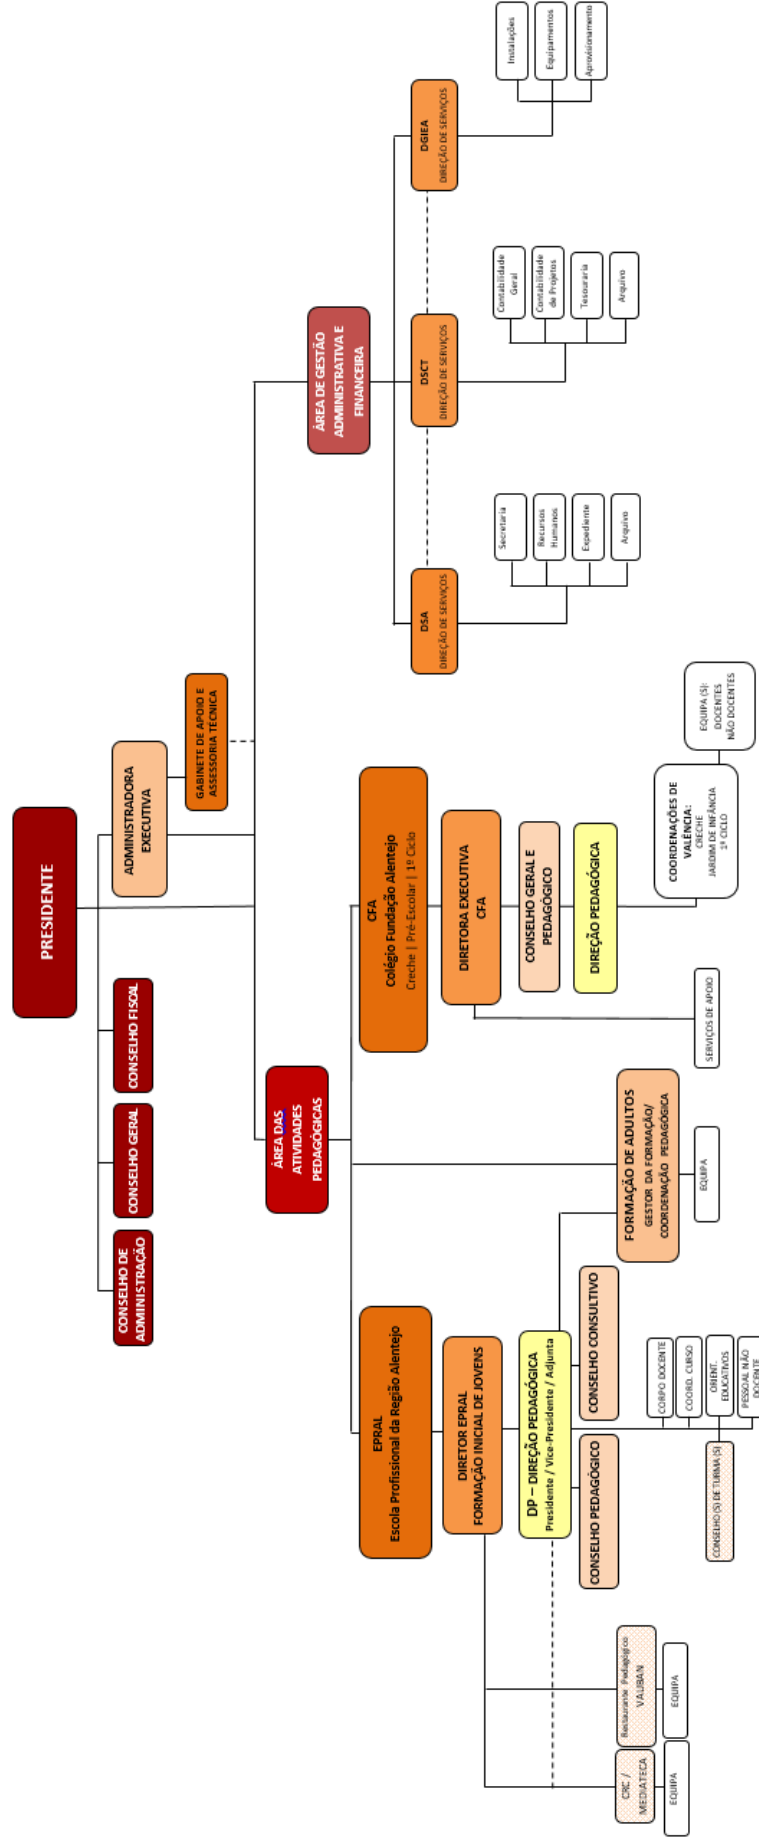 PRESIDENTE
CONSELHO DE
ADMINISTRAÇÃO
CONSELHO GERAL
CONSELHO FISCAL
ADMINISTRADORA
EXECUTIVA
GABINETE DE APOIO E
ASSESSORIA TÉCNICA
ÁREA DAS
ATIVIDADES
PEDAGÓGICAS
ÁREA DE GESTÃO
ADMINISTRATIVA E
FINANCEIRA
EPRAL
Escola Profissional da Região Alentejo
CFA
Colégio Fundação Alentejo
Creche | Pré-Escolar | 1º Ciclo
DSA
DIREÇÃO DE SERVIÇOS
DSCT
DIREÇÃO DE SERVIÇOS
DGIEA
DIREÇÃO DE SERVIÇOS
DIRETOR EPRAL
FORMAÇÃO INICIAL DE JOVENS
DIRETORA EXECUTIVA
CFA
Secretaria
Recursos
Humanos
Expediente
Arquivo
Contabilidade
Geral
Contabilidade
de Projetos
Tesouraria
Arquivo
Instalações
Equipamentos
Aprovisionamento
DP – DIREÇÃO PEDAGÓGICA
Presidente / Vice-Presidente / Adjunta
CONSELHO GERAL E
PEDAGÓGICO
DIREÇÃO PEDAGÓGICA
CONSELHO PEDAGÓGICO
CONSELHO CONSULTIVO
CRC /
MEDIATECA
EQUIPA
Restaurante Pedagógico
VAUBAN
EQUIPA
FORMAÇÃO DE ADULTOS
GESTOR DA FORMAÇÃO/
COORDENAÇÃO PEDAGÓGICA
EQUIPA
CORPO DOCENTE
COORD. CURSO
ORIENT.
EDUCATIVOS
PESSOAL NÃO
DOCENTE
CONSELHO(S) DE TURMA (S)
SERVIÇOS DE APOIO
COORDENAÇÕES DE
VALÊNCIA:
CRECHE
JARDIM DE INFÂNCIA
1º CICLO
EQUIPA (S):
DOCENTES
NÃO DOCENTES